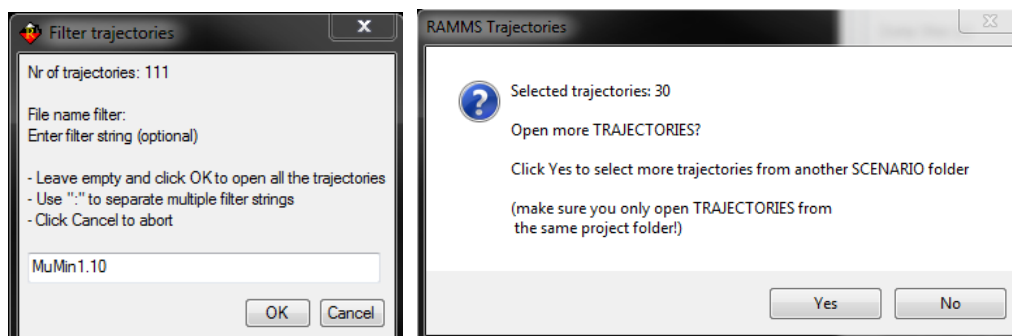 Filter trajectories
X
Nr of trajectories: 111
File name filter:
Enter filter string (optional)
- Leave empty and click OK to open all the trajectories
- Use ":" to separate multiple filter strings
- Click Cancel to abort
MuMin1.10
OK
Cancel
RAMMS Trajectories
X
Selected trajectories: 30
Open more TRAJECTORIES?
Click Yes to select more trajectories from another SCENARIO folder
(make sure you only open TRAJECTORIES from
the same project folder!)
Yes
No